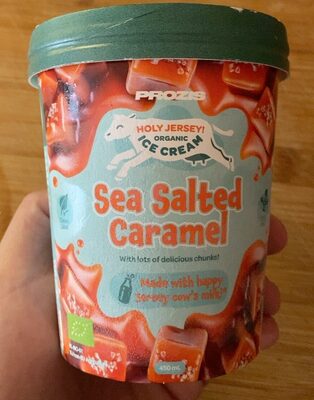 PROZIS
HOLY JERSEY!
ORGANIC
ICE CREAM
Sea Salted
Caramel
With lots of delicious chunks!
Made with happy
Jersey cow's milk!
450 mL